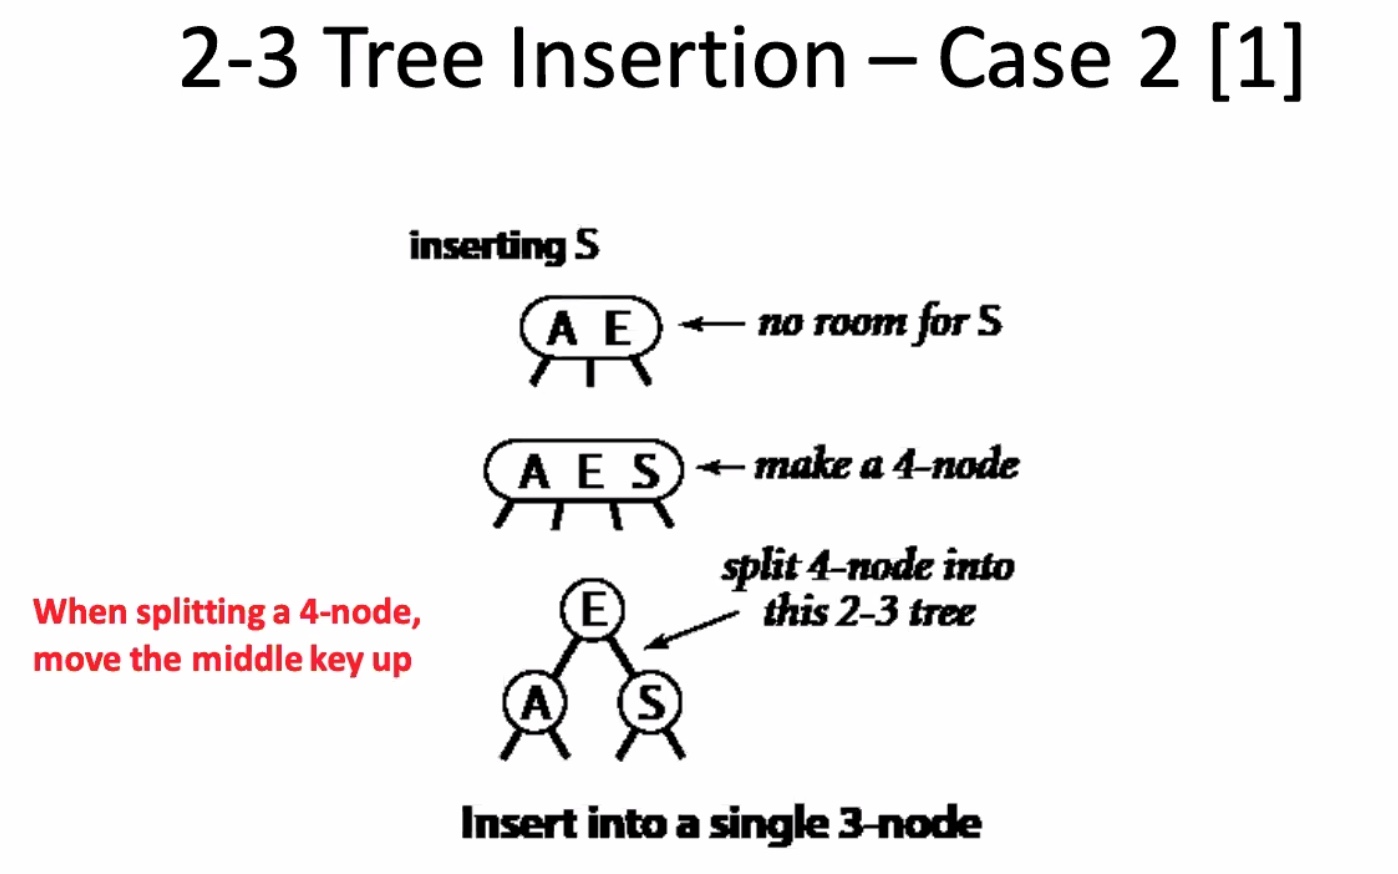 2-3 Tree Insertion – Case 2 [1]
inserting S
A E
no room for S
A E S
make a 4-node
split 4-node into
this 2-3 tree
When splitting a 4-node,
move the middle key up
E
A S
Insert into a single 3-node